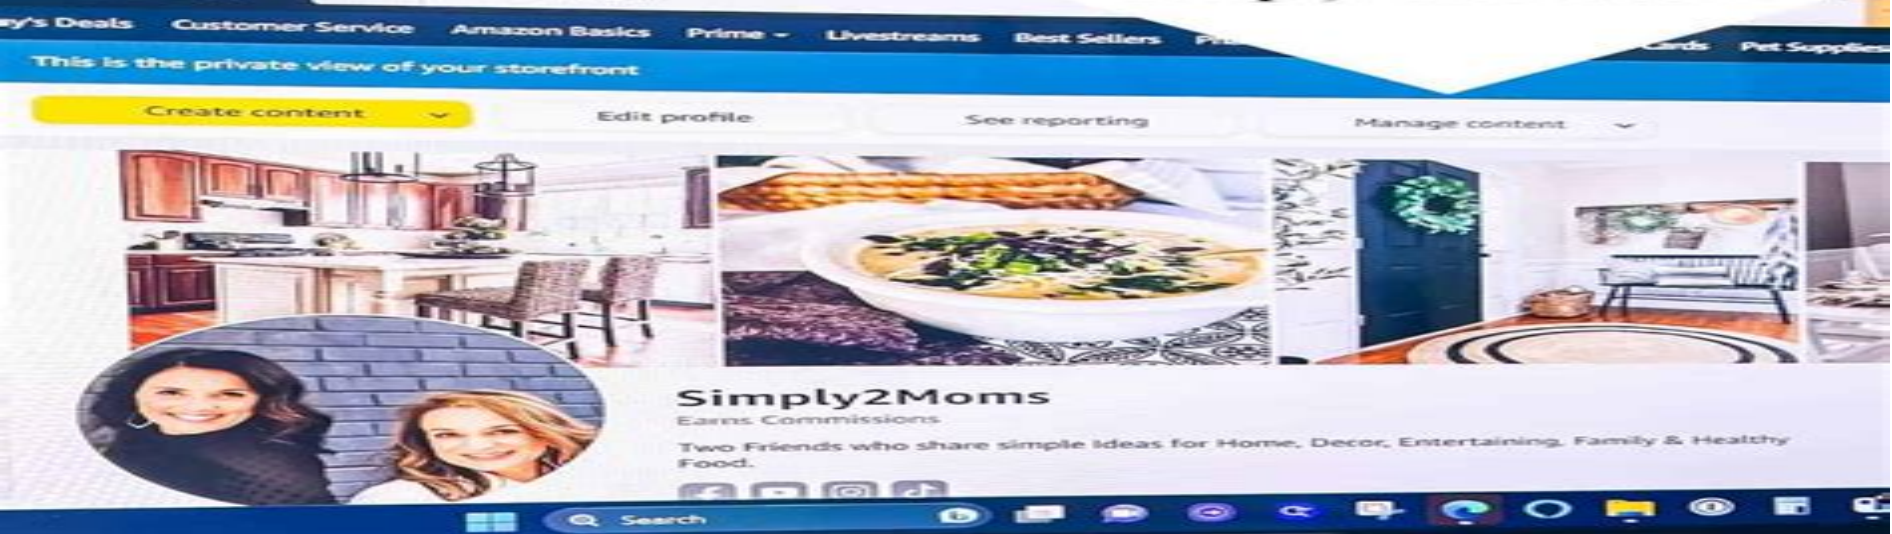 Deals Customer Service Amazon Basics Prime Livestreams Best Sellers Pet Supplies
This is the private view of your storefront
Create content Edit profile See reporting Manage content
Simply2Moms
Earns Commissions
Two Friends who share simple Ideas for Home, Decor, Entertaining, Family & Healthy
Food.
Search